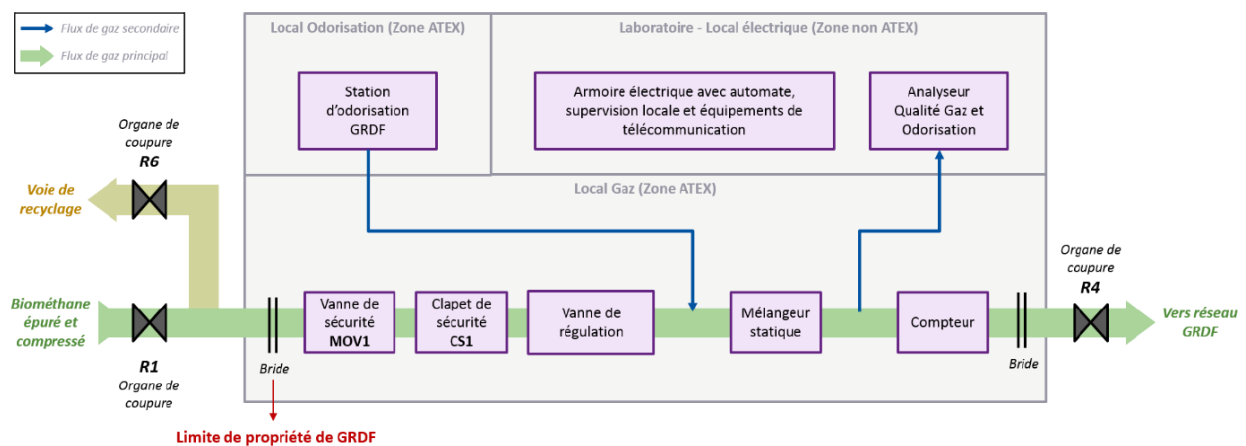 Flux de gaz secondaire
Flux de gaz principal
Local Odorisation (Zone ATEX)
Laboratoire - Local électrique (Zone non ATEX)
Station
d'odorisation
GRDF
Armoire électrique avec automate,
supervision locale et équipements de
télécommunication
Analyseur
Qualité Gaz et
Odorisation
Organe de
coupure
R6
Voie de
recyclage
Local Gaz (Zone ATEX)
Organe de
coupure
R4
Biométhane
épuré et
compressé
Vanne de
sécurité
MOV1
Clapet de
sécurité
CS1
Vanne de
régulation
Mélangeur
statique
Compteur
Vers réseau
GRDF
R1
Organe de
coupure
Bride
Bride
Limite de propriété de GRDF